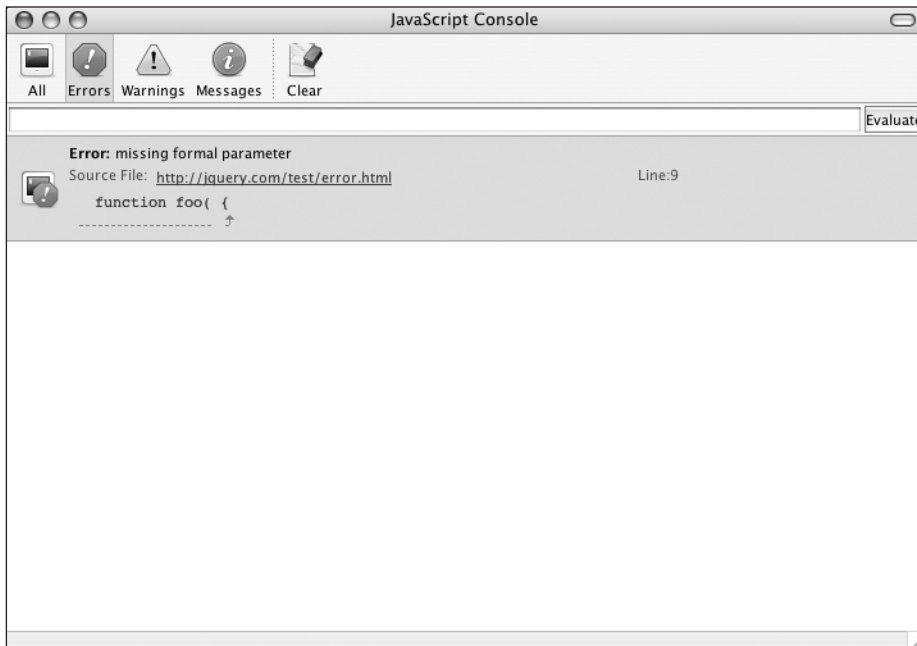 JavaScript Console
All Errors Warnings Messages Clear
Evaluate
Error: missing formal parameter
Source File: http://jquery.com/test/error.html Line:9
function foo( {